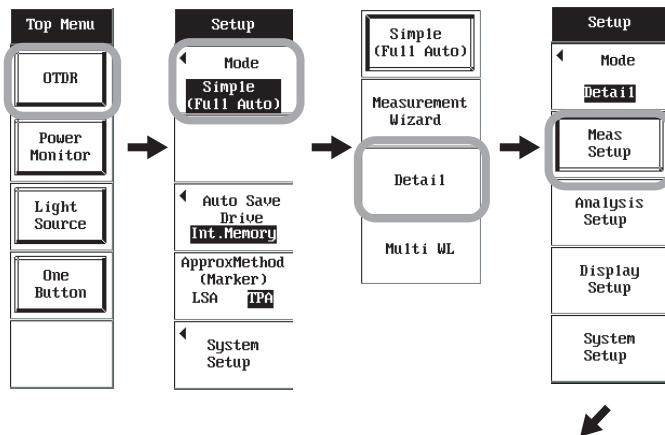 Top Menu
OTDR
Power
Monitor
Light
Source
One
Button
Setup
Mode
Simple
(Full Auto)
Auto Save
Drive
Int.Memory
ApproxMethod
(Marker)
LSA TPA
System
Setup
Simple
(Full Auto)
Measurement
Wizard
Detail
Multi WL
Setup
Mode
Detail
Meas
Setup
Analysis
Setup
Display
Setup
System
Setup